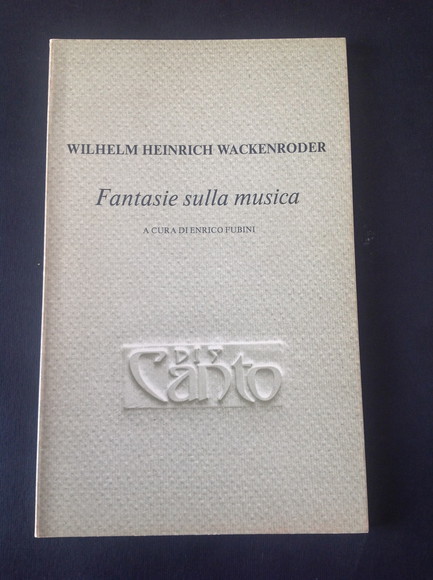 WILHELM HEINRICH WACKENRODER
Fantasie sulla musica
A CURA DI ENRICO FUBINI
Canto